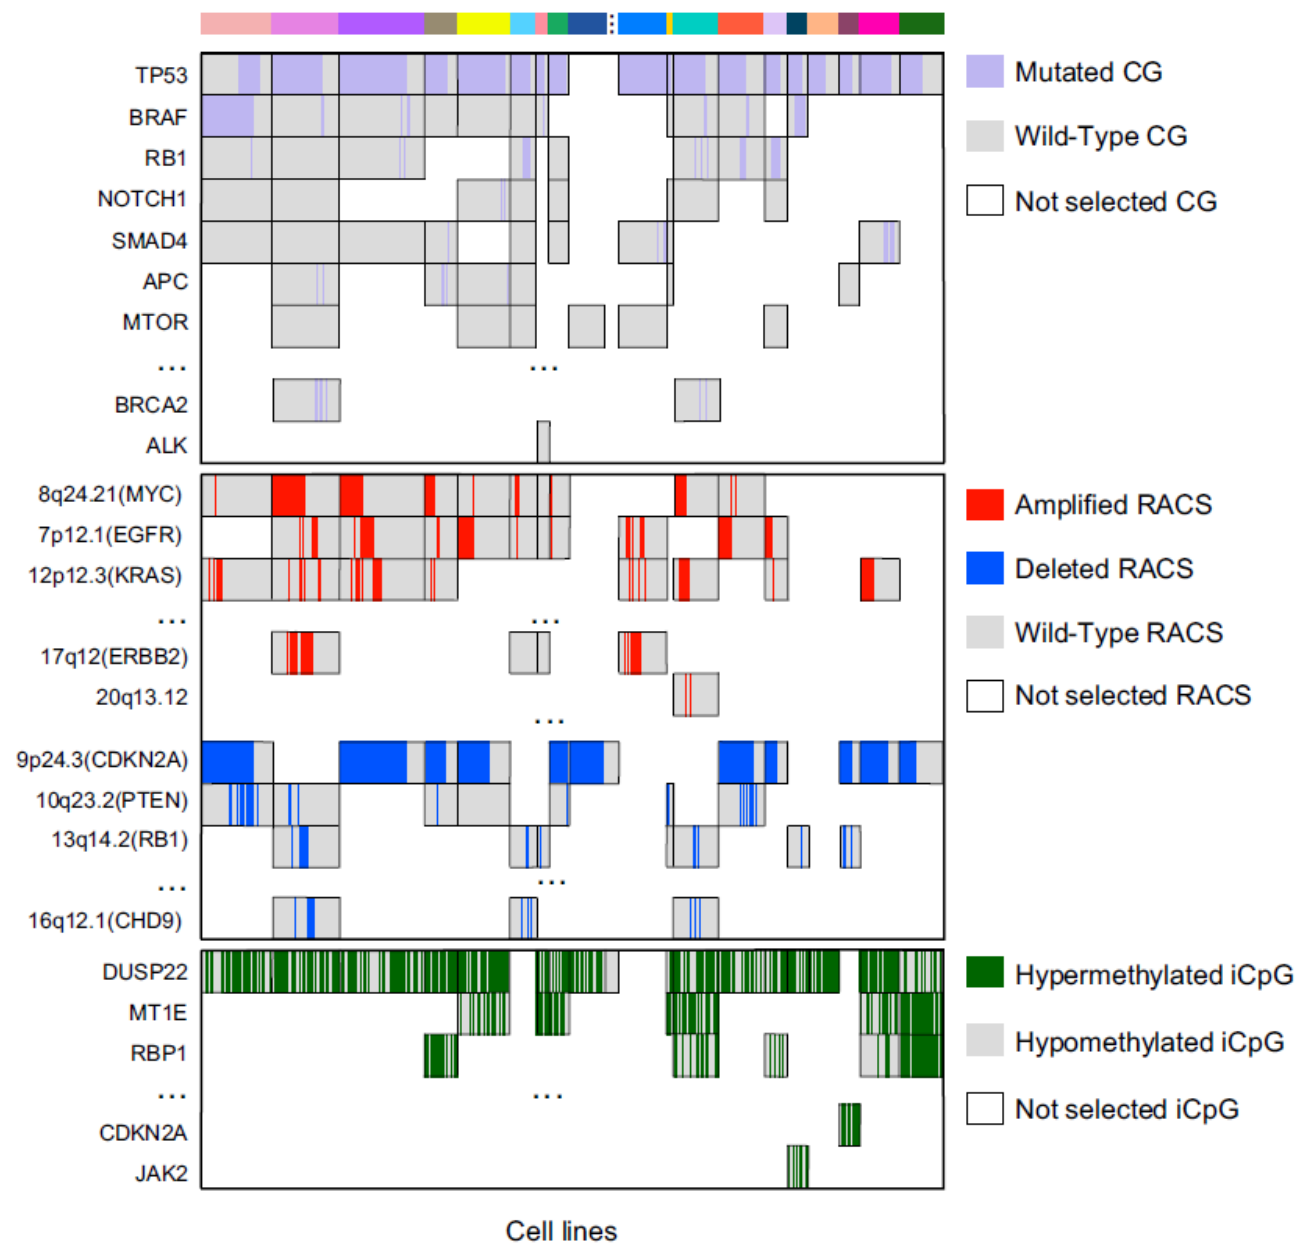 TP53
BRAF
RB1
NOTCH1
SMAD4
APC
MTOR
...
...
BRCA2
ALK
Mutated CG
Wild-Type CG
Not selected CG
8q24.21(MYC)
7p12.1(EGFR)
12p12.3(KRAS)
...
...
17q12(ERBB2)
20q13.12
...
9p24.3(CDKN2A)
10q23.2(PTEN)
13q14.2(RB1)
...
...
16q12.1(CHD9)
Amplified RACS
Deleted RACS
Wild-Type RACS
Not selected RACS
DUSP22
MT1E
RBP1
...
...
CDKN2A
JAK2
Hypermethylated iCpG
Hypomethylated iCpG
Not selected iCpG
Cell lines